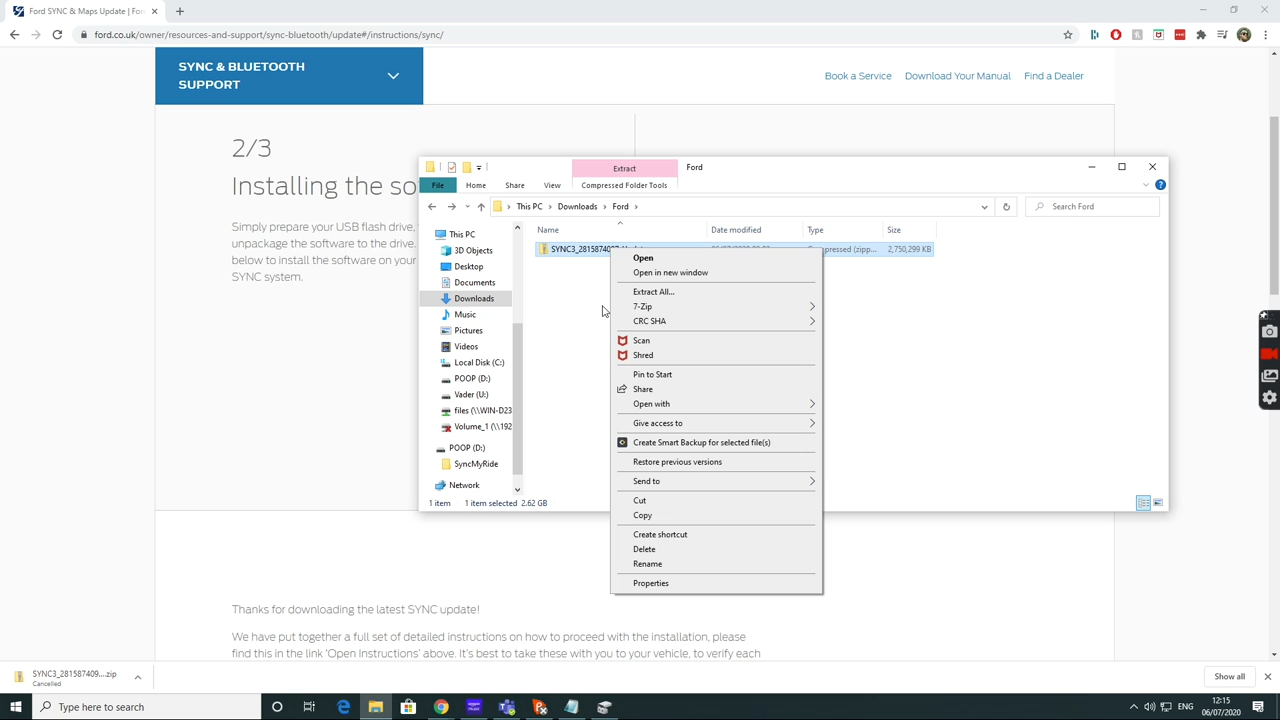 Ford SYNC & Maps Update | For
ford.co.uk/owner/resources-and-support/sync-bluetooth/update#/instructions/sync/
SYNC & BLUETOOTH
SUPPORT
Book a Service
Download Your Manual
Find a Dealer
2/3
Installing the so
Simply prepare your USB flash drive,
unpackage the software to the drive.
below to install the software on your
SYNC system.
Extract
Ford
File
Home
Share
View
Compressed Folder Tools
This PC > Downloads > Ford >
Search Ford
Name
Date modified
Type
Size
This PC
3D Objects
Desktop
Documents
Downloads
Music
Pictures
Videos
Local Disk (C:)
POOP (D:)
Vader (U:)
files (\\WIN-D23
Volume_1 (\\192
POOP (D:)
SyncMyRide
Network
Compressed (zipp...
2,750,299 KB
Open
Open in new window
Extract All...
7-Zip
CRC SHA
Scan
Shred
Pin to Start
Share
Open with
Give access to
Create Smart Backup for selected file(s)
Restore previous versions
Send to
Cut
Copy
Create shortcut
Delete
Rename
Properties
1 item
1 item selected 2.62 GB
Thanks for downloading the latest SYNC update!
We have put together a full set of detailed instructions on how to proceed with the installation, please
find this in the link 'Open Instructions' above. It's best to take these with you to your vehicle, to verify each
SYNC3_281587409....zip
Cancelled
Show all
Type here to search
ENG
12:15
06/07/2020